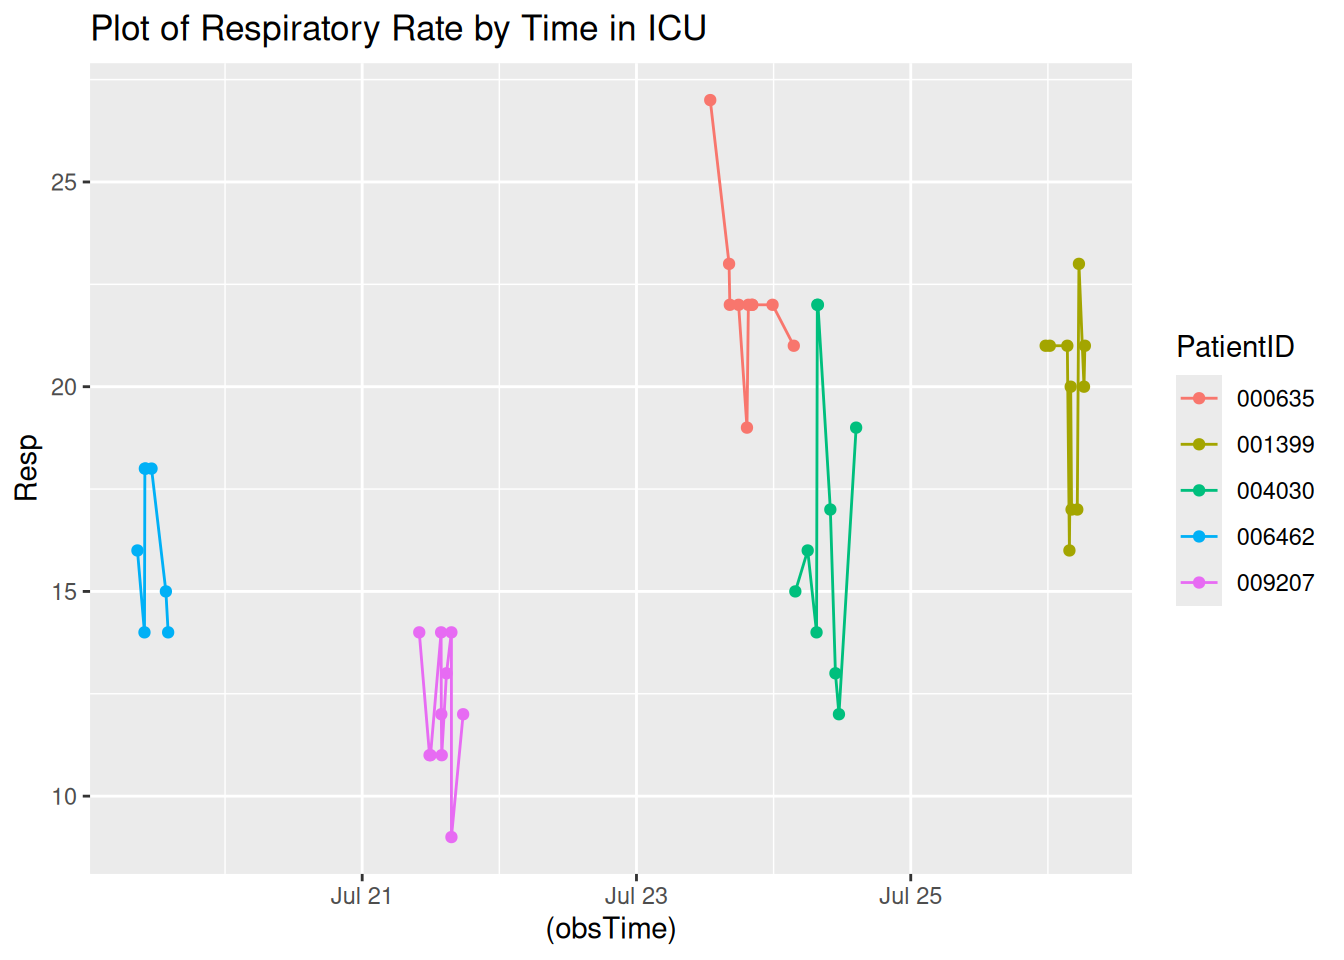 Plot of Respiratory Rate by Time in ICU
25
20
15
10
Resp
Jul 21
Jul 23
Jul 25
(obsTime)
PatientID
000635
001399
004030
006462
009207